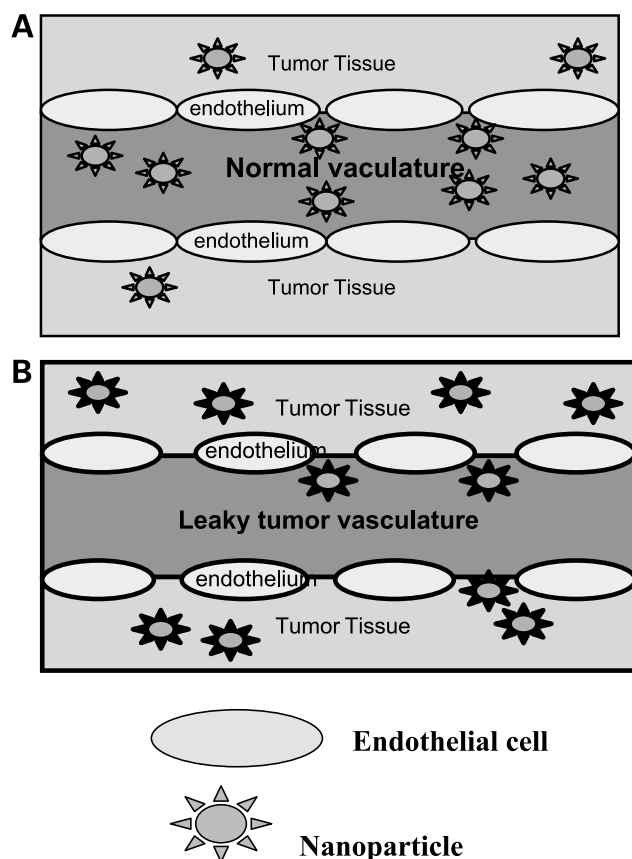 A
Tumor Tissue
endothelium
Normal vaculature
endothelium
Tumor Tissue
B
Tumor Tissue
endothelium
Leaky tumor vasculature
endothelium
Tumor Tissue
Endothelial cell
Nanoparticle